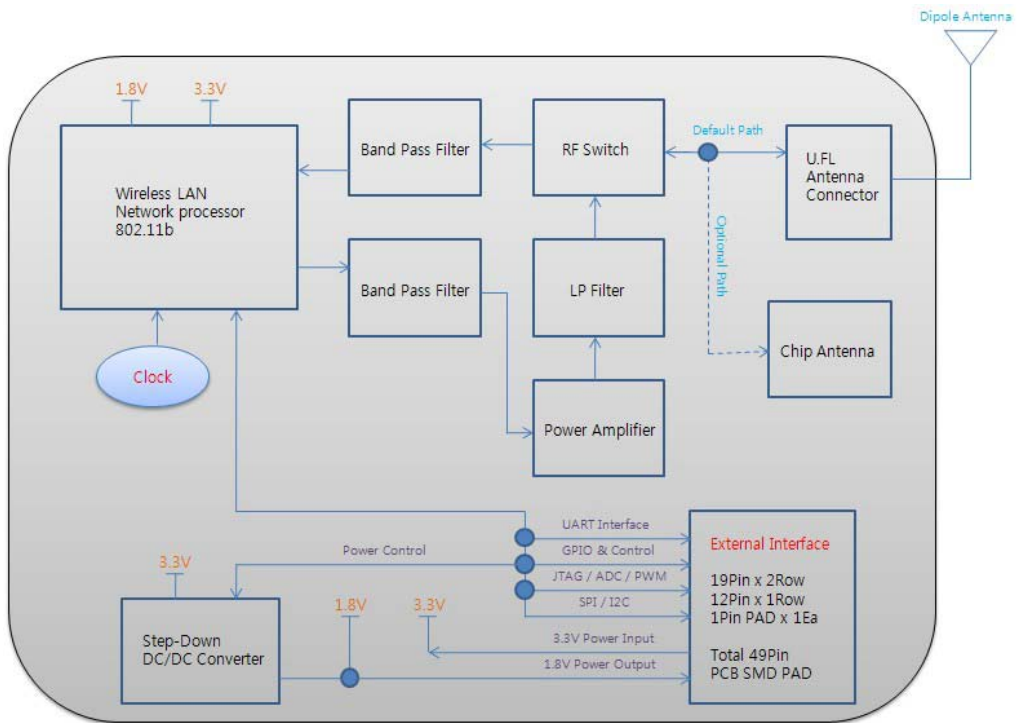 Dipole Antenna
1.8V
3.3V
Wireless LAN
Network processor
802.11b
Band Pass Filter
RF Switch
Default Path
U.FL
Antenna
Connector
Optional Path
Band Pass Filter
LP Filter
Chip Antenna
Clock
Power Amplifier
UART Interface
Power Control
GPIO & Control
JTAG / ADC / PWM
SPI / I2C
3.3V Power Input
1.8V Power Output
3.3V
1.8V
3.3V
Step-Down
DC/DC Converter
External Interface
19Pin x 2Row
12Pin x 1Row
1Pin PAD x 1Ea
Total 49Pin
PCB SMD PAD